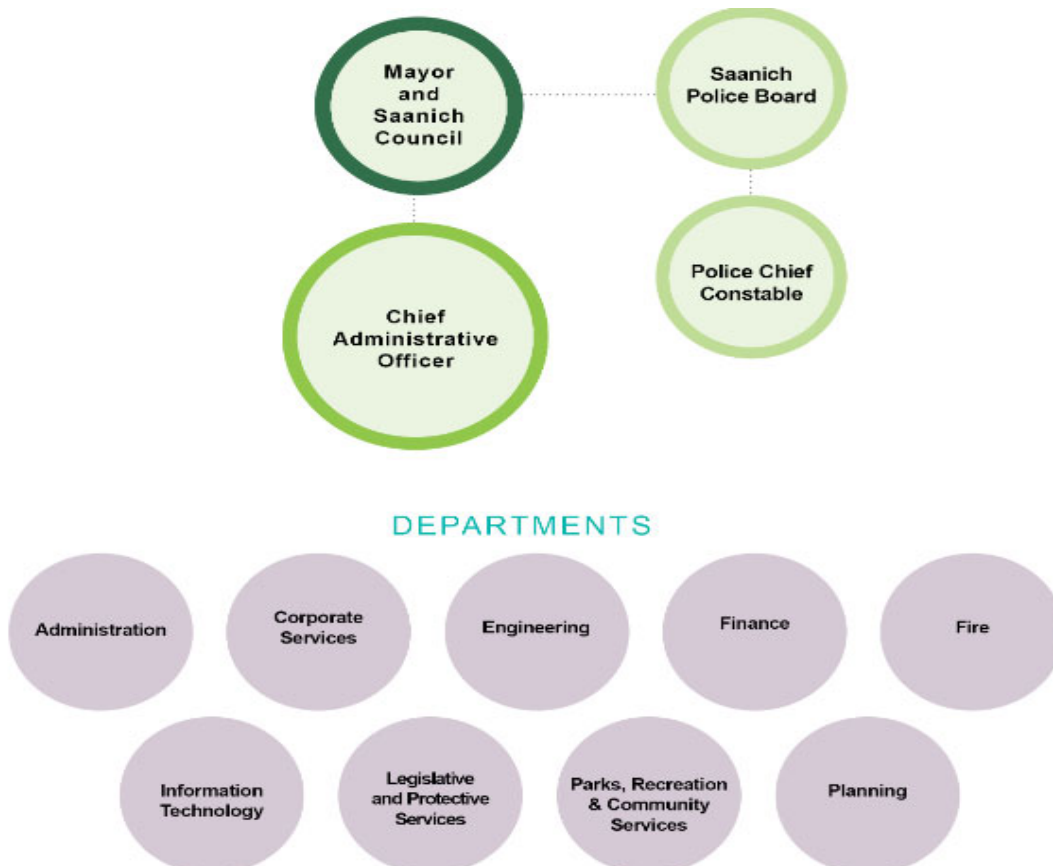 Mayor
and
Saanich
Council
Saanich
Police Board
Chief
Administrative
Officer
Police Chief
Constable
DEPARTMENTS
Administration
Corporate
Services
Engineering
Finance
Fire
Information
Technology
Legislative
and Protective
Services
Parks, Recreation
& Community
Services
Planning